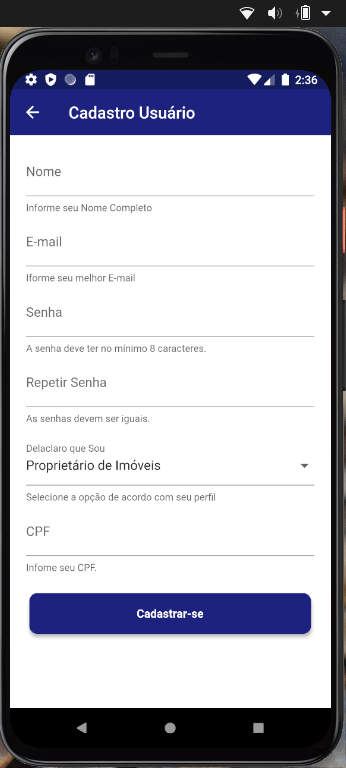 2:36
Cadastro Usuário
Nome
Informe seu Nome Completo
E-mail
Iforme seu melhor E-mail
Senha
A senha deve ter no mínimo 8 caracteres.
Repetir Senha
As senhas devem ser iguais.
Delaclaro que Sou
Proprietário de Imóveis
Selecione a opção de acordo com seu perfil
CPF
Infome seu CPF.
Cadastrar-se